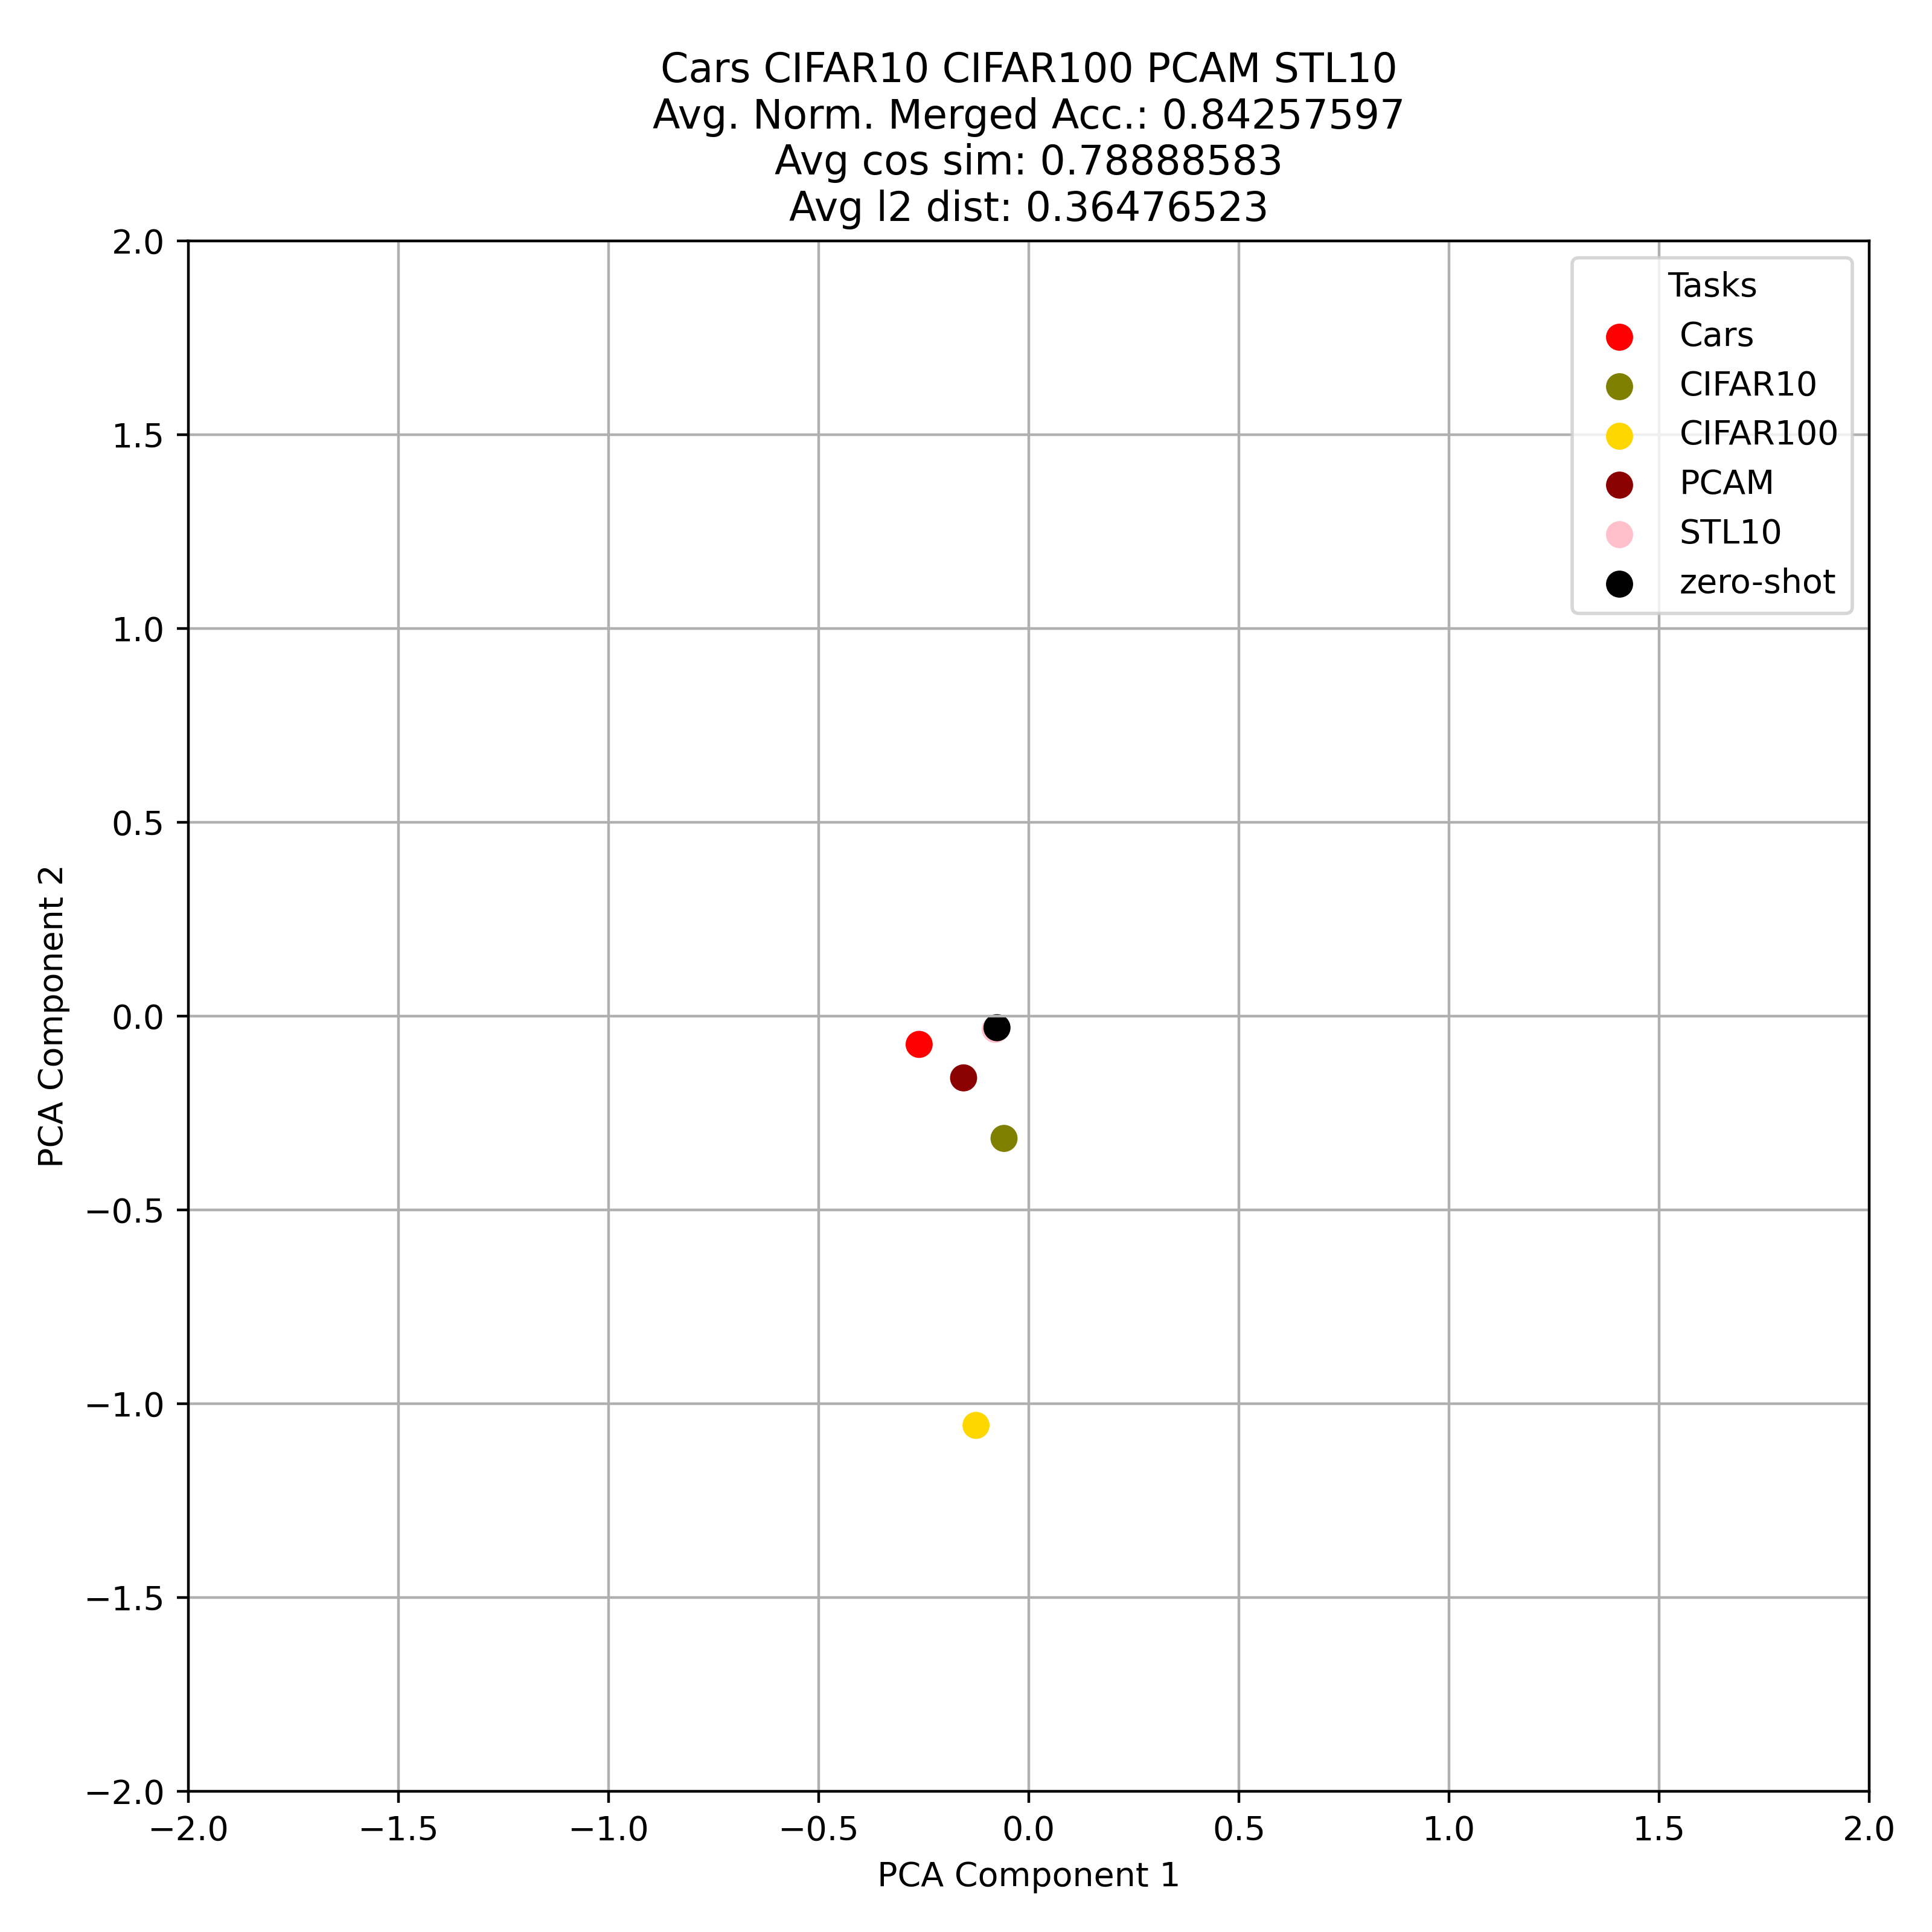 Cars CIFAR10 CIFAR100 PCAM STL10
Avg. Norm. Merged Acc.: 0.84257597
Avg cos sim: 0.78888583
Avg l2 dist: 0.36476523
Tasks
Cars
CIFAR10
CIFAR100
PCAM
STL10
zero-shot
2.0
1.5
1.0
0.5
0.0
−0.5
−1.0
−1.5
−2.0
PCA Component 2
−2.0 −1.5 −1.0 −0.5 0.0 0.5 1.0 1.5 2.0
PCA Component 1